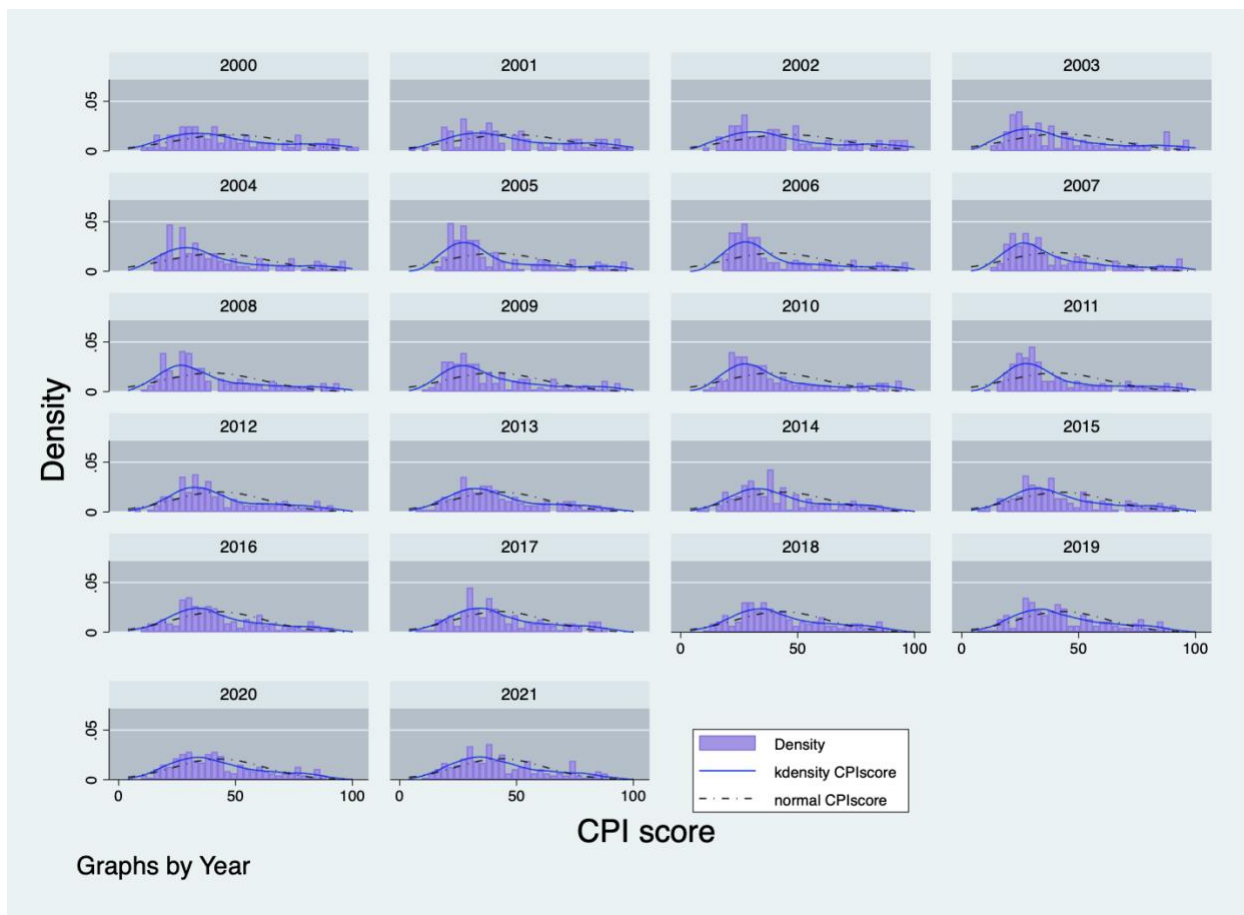 2000 2001 2002 2003
.05
0
2004 2005 2006 2007
.05
0
2008 2009 2010 2011
.05
0
2012 2013 2014 2015
.05
0
2016 2017 2018 2019
.05
0
0 50 100 0 50 100
2020 2021
.05
0
0 50 100 0 50 100
Density
Density
kdensity CPIscore
normal CPIscore
CPI score
Graphs by Year